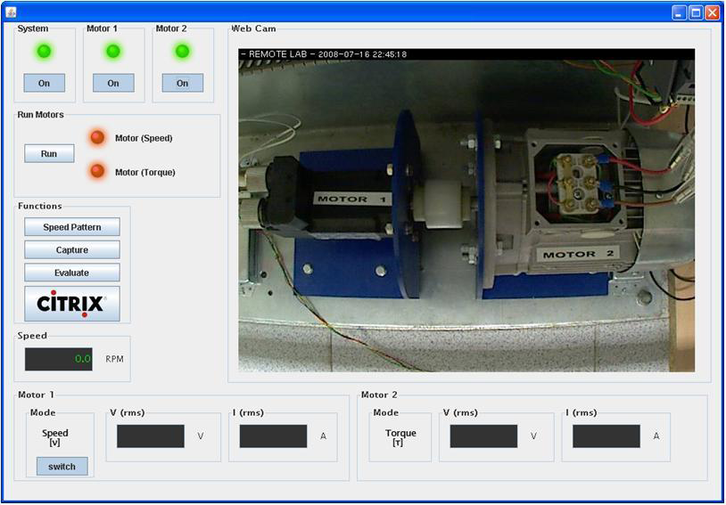 System
Motor 1
Motor 2
On
On
On
Run Motors
Run
Motor (Speed)
Motor (Torque)
Functions
Speed Pattern
Capture
Evaluate
CİTRIX
Speed
0.0
RPM
Web Cam
- REMOTE LAB - 2008-07-16 22:45:18
MOTOR 1
MOTOR 2
Motor 1
Mode
Speed
[v]
switch
V (rms)
V
I (rms)
A
Motor 2
Mode
Torque
[T]
V (rms)
V
I (rms)
A